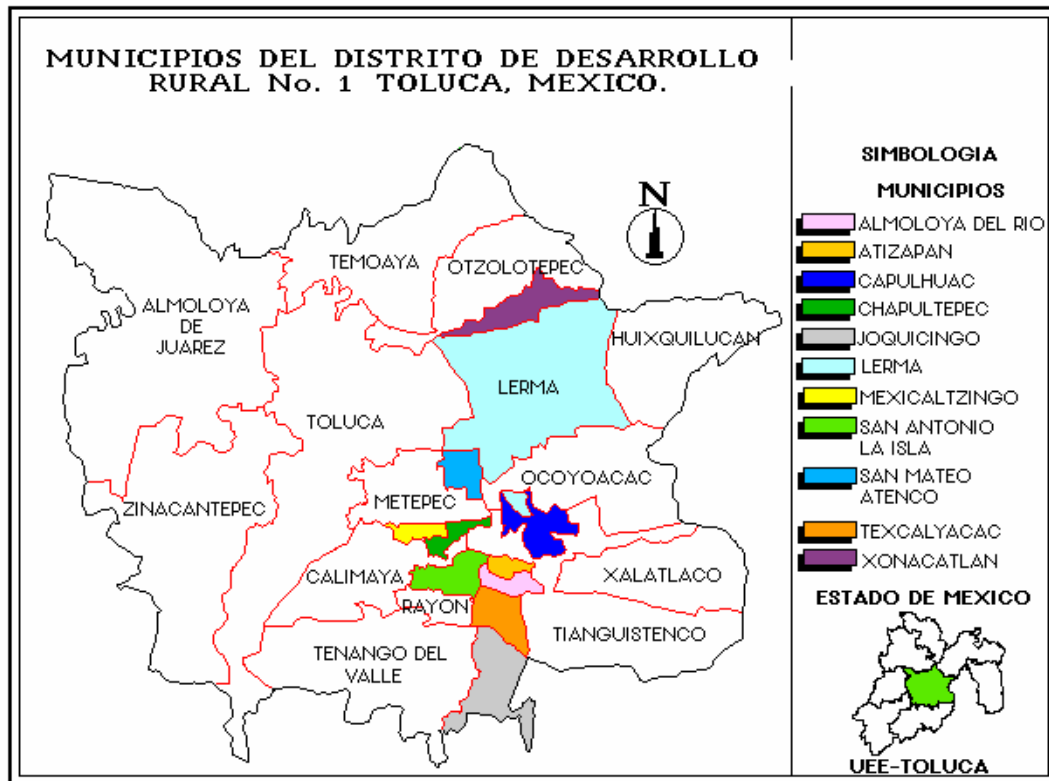 MUNICIPIOS DEL DISTRITO DE DESARROLLO
RURAL No. 1 TOLUCA, MEXICO.
N
TEMOAYA
OTZOLOTEPEC
ALMOLOYA
DE
JUAREZ
HUIXQUILUCAN
LERMA
TOLUCA
OCOYOACAC
METEPEC
ZINACANTEPEC
CALIMAYA
XALATLACO
RAYON
TIANGUISTENCO
TENANGO DEL
VALLE
SIMBOLOGIA
MUNICIPIOS
ALMOLOYA DEL RIO
ATIZAPAN
CAPULHUAC
CHAPULTEPEC
JOQUICINGO
LERMA
MEXICALTZINGO
SAN ANTONIO
LA ISLA
SAN MATEO
ATENCO
TEXCALYACAC
XONACATLAN
ESTADO DE MEXICO
UEE-TOLUCA